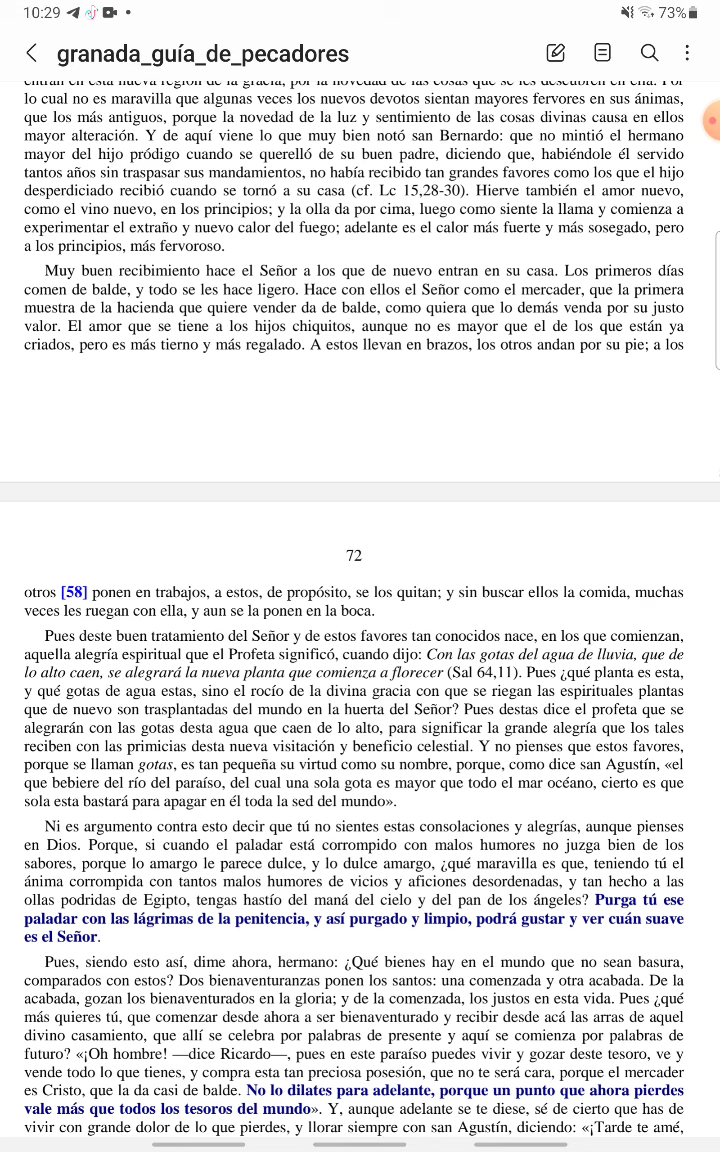 10:29
73%
granada_guía_de_pecadores
entran en esta nueva región de la gracia, por la novedad de las cosas que se les descubren en ella. Por
lo cual no es maravilla que algunas veces los nuevos devotos sientan mayores fervores en sus ánimas,
que los más antiguos, porque la novedad de la luz y sentimiento de las cosas divinas causa en ellos
mayor alteración. Y de aquí viene lo que muy bien notó san Bernardo: que no mintió el hermano
mayor del hijo pródigo cuando se querelló de su buen padre, diciendo que, habiéndole él servido
tantos años sin traspasar sus mandamientos, no había recibido tan grandes favores como los que el hijo
desperdiciado recibió cuando se tornó a su casa (cf. Lc 15,28-30). Hierve también el amor nuevo,
como el vino nuevo, en los principios; y la olla da por cima, luego como siente la llama y comienza a
experimentar el extraño y nuevo calor del fuego; adelante es el calor más fuerte y más sosegado, pero
a los principios, más fervoroso.
Muy buen recibimiento hace el Señor a los que de nuevo entran en su casa. Los primeros días
comen de balde, y todo se les hace ligero. Hace con ellos el Señor como el mercader, que la primera
muestra de la hacienda que quiere vender da de balde, como quiera que lo demás venda por su justo
valor. El amor que se tiene a los hijos chiquitos, aunque no es mayor que el de los que están ya
criados, pero es más tierno y más regalado. A estos llevan en brazos, los otros andan por su pie; a los
72
otros [58] ponen en trabajos, a estos, de propósito, se los quitan; y sin buscar ellos la comida, muchas
veces les ruegan con ella, y aun se la ponen en la boca.
Pues deste buen tratamiento del Señor y de estos favores tan conocidos nace, en los que comienzan,
aquella alegría espiritual que el Profeta significó, cuando dijo: Con las gotas del agua de lluvia, que de
lo alto caen, se alegrará la nueva planta que comienza a florecer (Sal 64,11). Pues ¿qué planta es esta,
y qué gotas de agua estas, sino el rocío de la divina gracia con que se riegan las espirituales plantas
que de nuevo son trasplantadas del mundo en la huerta del Señor? Pues destas dice el profeta que se
alegrarán con las gotas desta agua que caen de lo alto, para significar la grande alegría que los tales
reciben con las primicias desta nueva visitación y beneficio celestial. Y no pienses que estos favores,
porque se llaman gotas, es tan pequeña su virtud como su nombre, porque, como dice san Agustín, «el
que bebiere del río del paraíso, del cual una sola gota es mayor que todo el mar océano, cierto es que
sola esta bastará para apagar en él toda la sed del mundo».
Ni es argumento contra esto decir que tú no sientes estas consolaciones y alegrías, aunque pienses
en Dios. Porque, si cuando el paladar está corrompido con malos humores no juzga bien de los
sabores, porque lo amargo le parece dulce, y lo dulce amargo, ¿qué maravilla es que, teniendo tú el
ánima corrompida con tantos malos humores de vicios y aficiones desordenadas, y tan hecho a las
ollas podridas de Egipto, tengas hastío del maná del cielo y del pan de los ángeles? Purga tú ese
paladar con las lágrimas de la penitencia, y así purgado y limpio, podrá gustar y ver cuán suave
es el Señor.
Pues, siendo esto así, dime ahora, hermano: ¿Qué bienes hay en el mundo que no sean basura,
comparados con estos? Dos bienaventuranzas ponen los santos: una comenzada y otra acabada. De la
acabada, gozan los bienaventurados en la gloria; y de la comenzada, los justos en esta vida. Pues ¿qué
más quieres tú, que comenzar desde ahora a ser bienaventurado y recibir desde acá las arras de aquel
divino casamiento, que allí se celebra por palabras de presente y aquí se comienza por palabras de
futuro? «¡Oh hombre! —dice Ricardo—, pues en este paraíso puedes vivir y gozar deste tesoro, ve y
vende todo lo que tienes, y compra esta tan preciosa posesión, que no te será cara, porque el mercader
es Cristo, que la da casi de balde. No lo dilates para adelante, porque un punto que ahora pierdes
vale más que todos los tesoros del mundo». Y, aunque adelante se te diese, sé de cierto que has de
vivir con grande dolor de lo que pierdes, y llorar siempre con san Agustín, diciendo: «¡Tarde te amé,